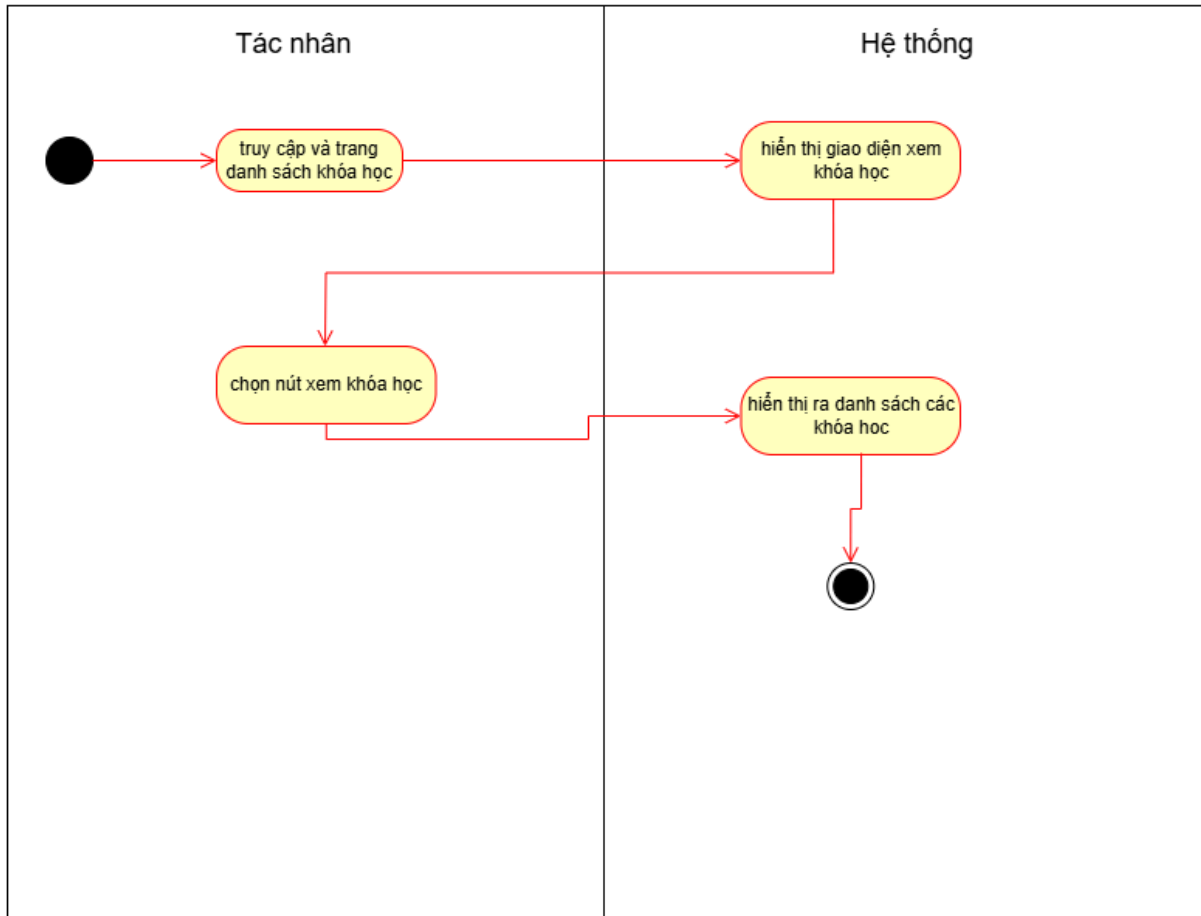 Tác nhân
Hệ thống
truy cập và trang
danh sách khóa học
hiển thị giao diện xem
khóa học
chọn nút xem khóa học
hiển thị ra danh sách các
khóa hoc